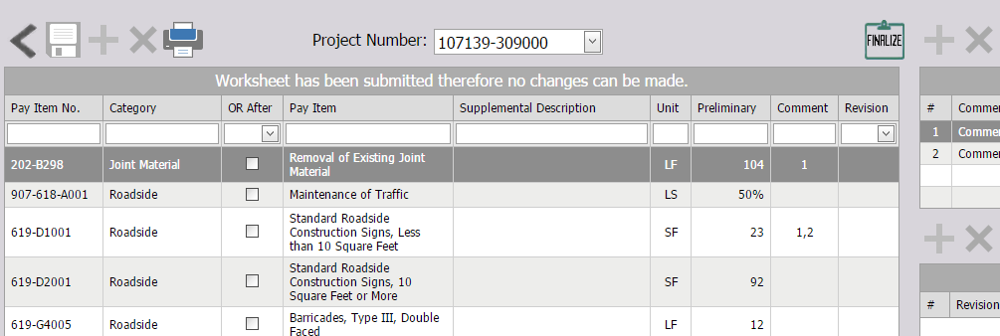 Project Number: 107139-309000
FINALIZE
Worksheet has been submitted therefore no changes can be made.
Pay Item No. Category OR After Pay Item Supplemental Description Unit Preliminary Comment Revision
# Comme
202-B298 Joint Material Removal of Existing Joint Material LF 104 1
1 Comme
2 Comme
907-618-A001 Roadside Maintenance of Traffic LS 50%
619-D1001 Roadside Standard Roadside Construction Signs, Less than 10 Square Feet SF 23 1,2
619-D2001 Roadside Standard Roadside Construction Signs, 10 Square Feet or More SF 92
# Revision
619-G4005 Roadside Barricades, Type III, Double Faced LF 12